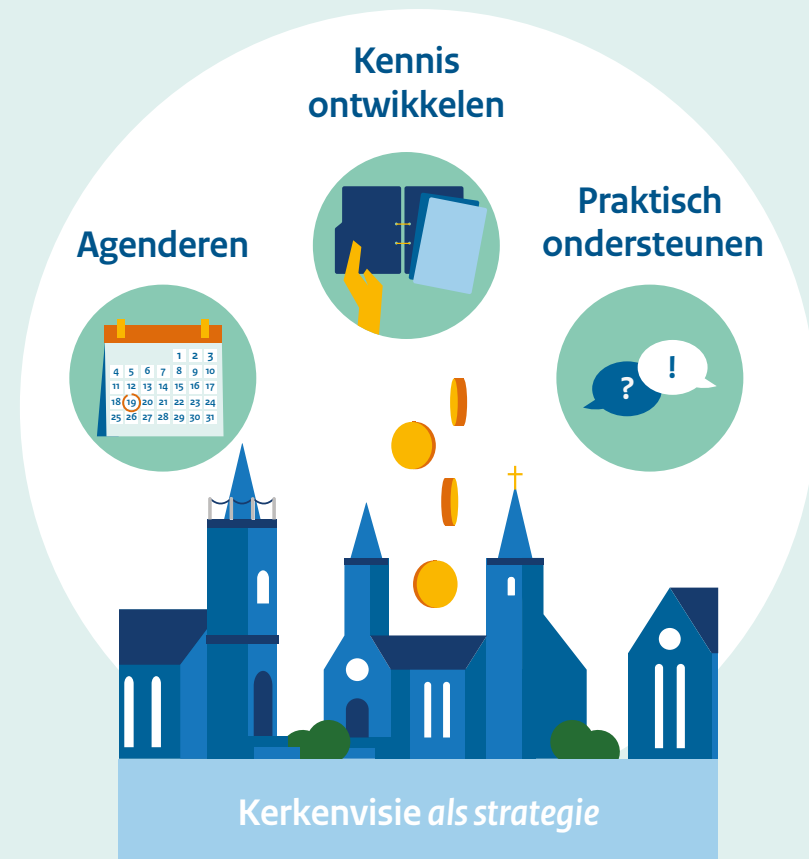 Kennis
ontwikkelen
Praktisch
ondersteunen
Agenderen
1 2 3
4 5 6 7 8 9 10
11 12 13 14 15 16 17
18 19 20 21 22 23 24
25 26 27 28 29 30 31
?
!
Kerkenvisie als strategie